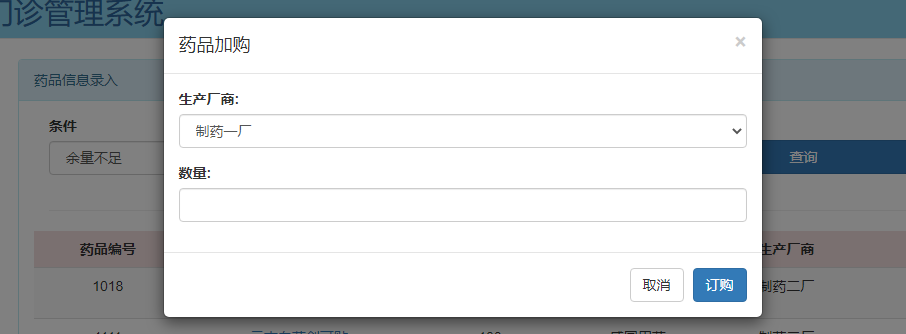 门诊管理系统
药品加购
×
药品信息录入
生产厂商:
条件
制药一厂
余量不足
查询
数量:
药品编号
生产厂商
1018
取消
订购
制药二厂